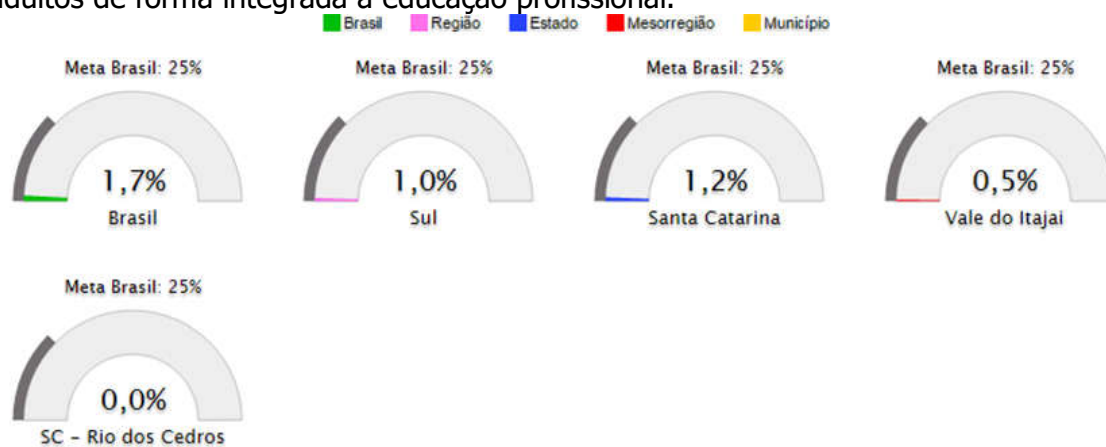 adultos de forma integrada à educação profissional.
Brasil Região Estado Mesorregião Município
Meta Brasil: 25% Meta Brasil: 25% Meta Brasil: 25% Meta Brasil: 25%
1,7% 1,0% 1,2% 0,5%
Brasil Sul Santa Catarina Vale do Itajai
Meta Brasil: 25%
0,0%
SC - Rio dos Cedros